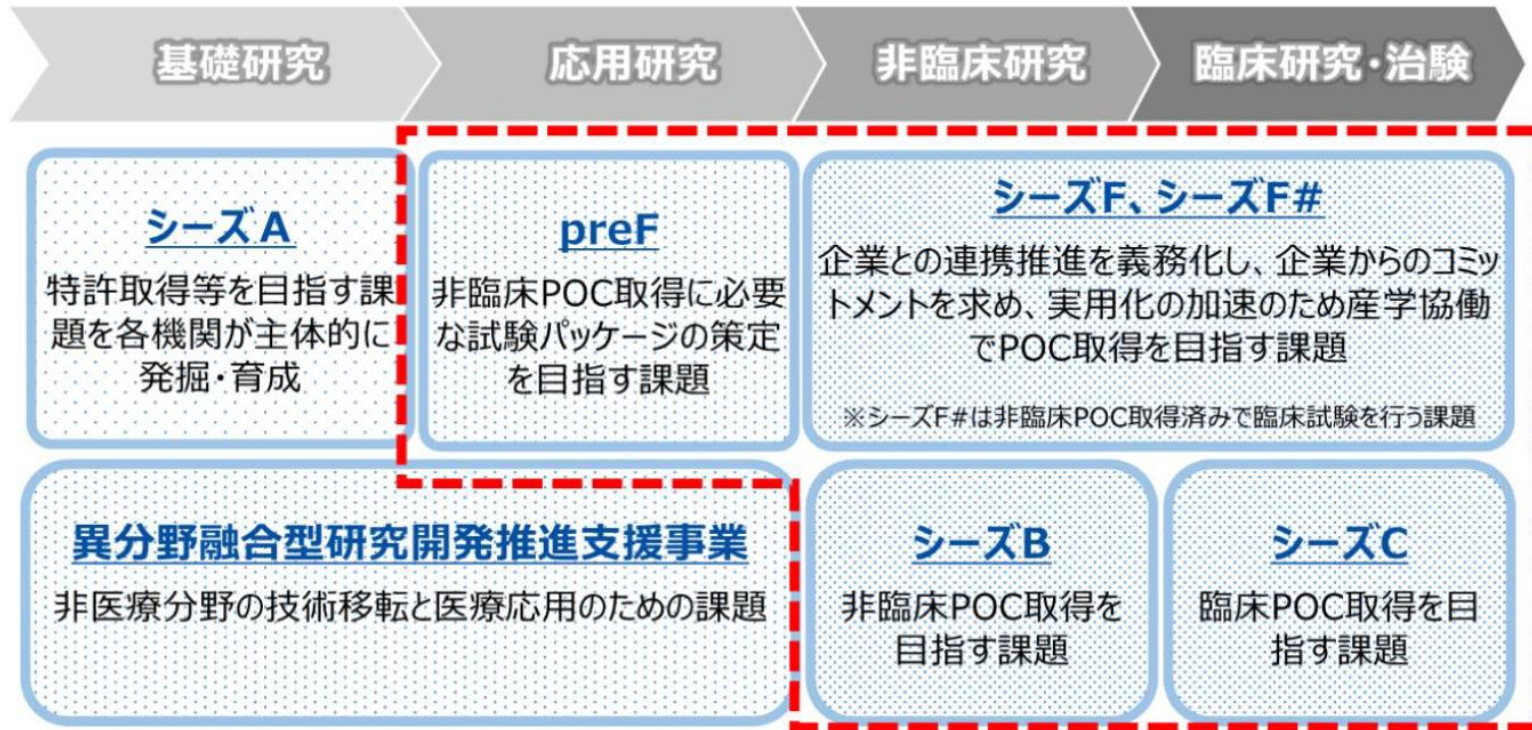 基礎研究
応用研究
非臨床研究
臨床研究・治験
シーズA
特許取得等を目指す課
題を各機関が主体的に
発掘・育成
preF
非臨床POC取得に必要
な試験パッケージの策定
を目指す課題
シーズF、シーズF#
企業との連携推進を義務化し、企業からのコミッ
トメントを求め、実用化の加速のため産学協働
でPOC取得を目指す課題
※シーズF#は非臨床POC取得済みで臨床試験を行う課題
異分野融合型研究開発推進支援事業
非医療分野の技術移転と医療応用のための課題
シーズB
非臨床POC取得を
目指す課題
シーズC
臨床POC取得を目
指す課題